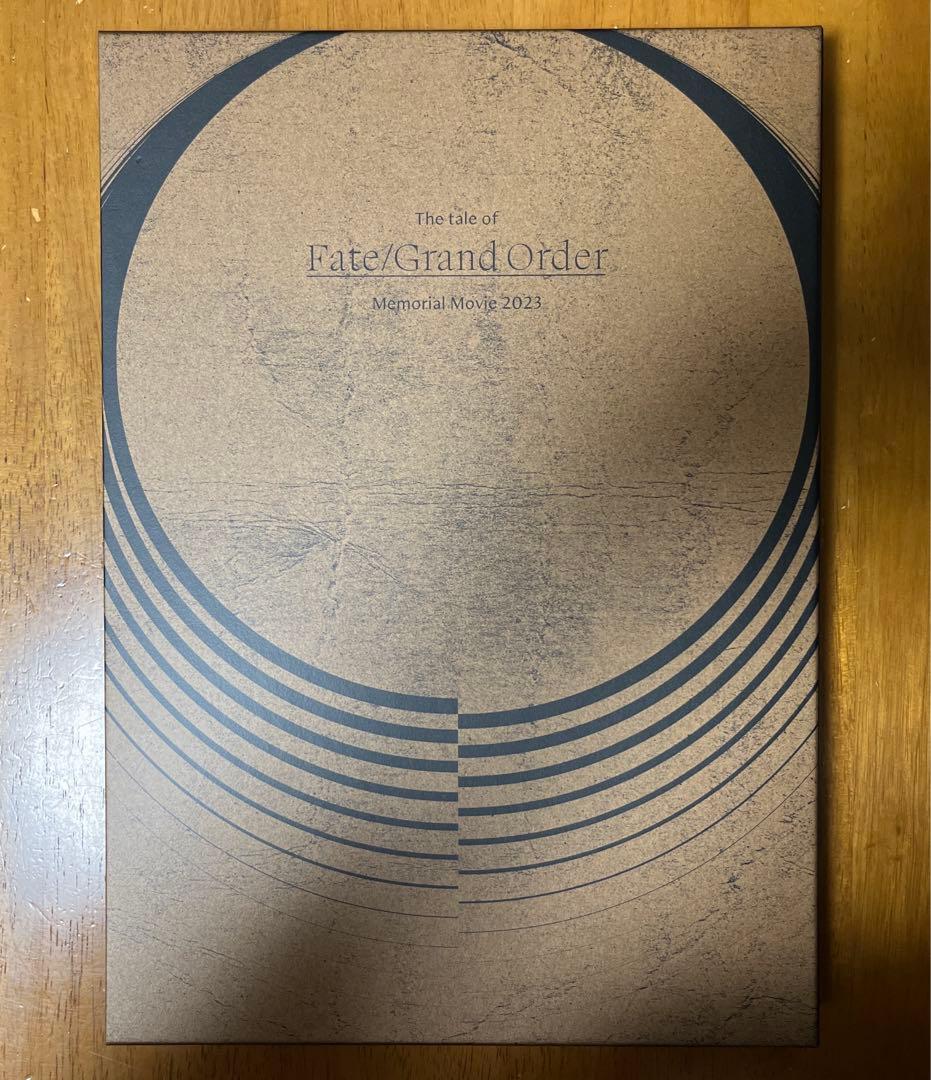 The tale of
Fate/Grand Order
Memorial Movie 2023